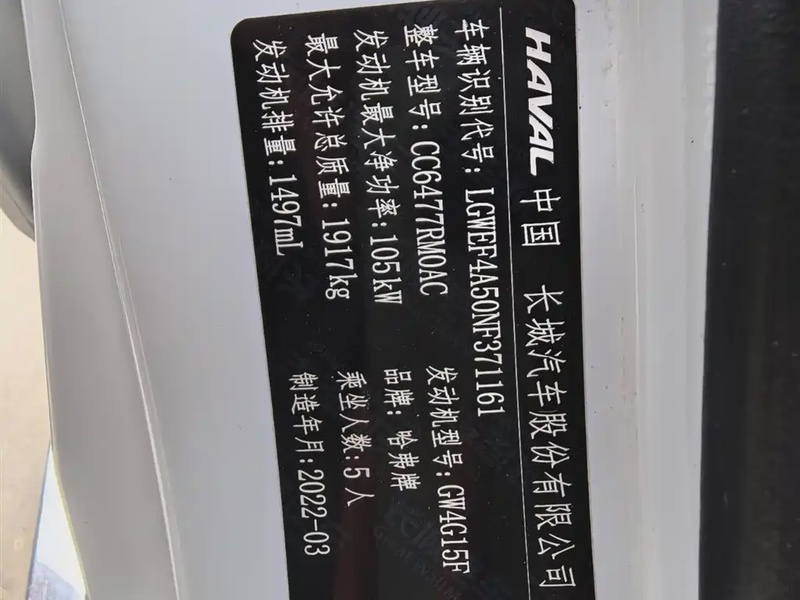 HAVAL 中国 长城汽车股份有限公司
车辆识别代号：LGWEF4A50NF371161
整车型号：CC6477RM0AC 发动机型号：GW4G15F
发动机最大净功率：105kW 品牌：哈弗牌
最大允许总质量：1917kg 乘坐人数：5人
发动机排量：1497mL 制造年月：2022-03